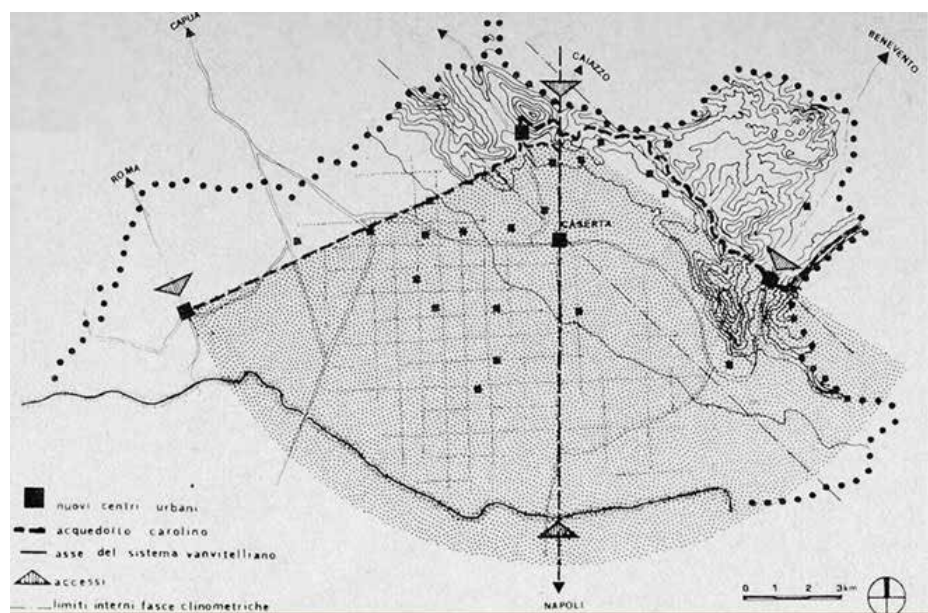 CAPUA
CAIAZZO
BENEVENTO
ROMA
CASERTA
nuovi centri urbani
acquedotto carolino
asse del sistema vanvitelliano
accessi
limiti interni fasce clinometriche
0 1 2 3km
NAPOLI